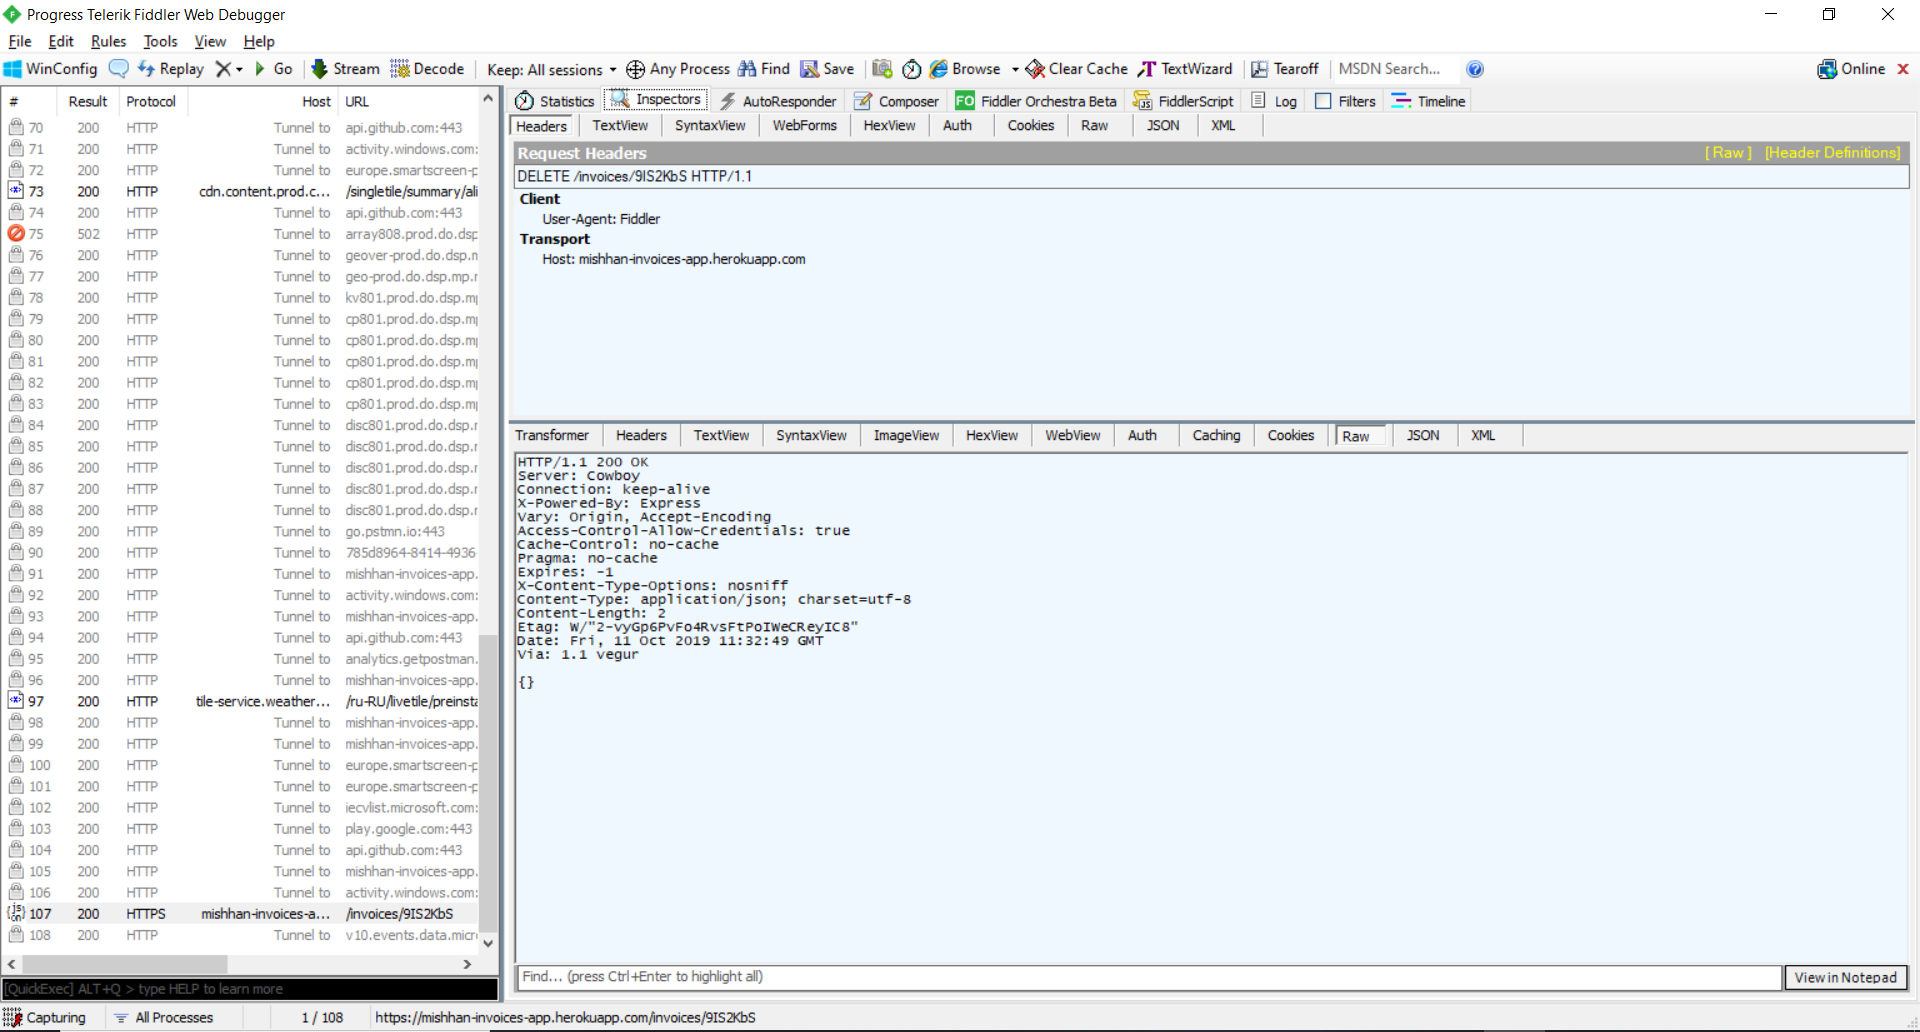 Progress Telerik Fiddler Web Debugger
File Edit Rules Tools View Help
WinConfig Replay Go Stream Decode Keep: All sessions Any Process Find Save Browse Clear Cache TextWizard Tearoff MSDN Search... Online
# Result Protocol Host URL
70 200 HTTP Tunnel to api.github.com:443
71 200 HTTP Tunnel to activity.windows.com:
72 200 HTTP Tunnel to europe.smartscreen-p
73 200 HTTP cdn.content.prod.c... /singletile/summary/ali
74 200 HTTP Tunnel to api.github.com:443
75 502 HTTP Tunnel to array808.prod.do.dsp
76 200 HTTP Tunnel to geover-prod.do.dsp.m
77 200 HTTP Tunnel to geo-prod.do.dsp.mp.r
78 200 HTTP Tunnel to kv801.prod.do.dsp.mp
79 200 HTTP Tunnel to cp801.prod.do.dsp.mp
80 200 HTTP Tunnel to cp801.prod.do.dsp.mp
81 200 HTTP Tunnel to cp801.prod.do.dsp.mp
82 200 HTTP Tunnel to cp801.prod.do.dsp.mp
83 200 HTTP Tunnel to cp801.prod.do.dsp.mp
84 200 HTTP Tunnel to disc801.prod.do.dsp.r
85 200 HTTP Tunnel to disc801.prod.do.dsp.r
86 200 HTTP Tunnel to disc801.prod.do.dsp.r
87 200 HTTP Tunnel to disc801.prod.do.dsp.r
88 200 HTTP Tunnel to disc801.prod.do.dsp.r
89 200 HTTP Tunnel to go.pstmn.io:443
90 200 HTTP Tunnel to 785d8964-8414-4936
91 200 HTTP Tunnel to mishhan-invoices-app.
92 200 HTTP Tunnel to activity.windows.com:
93 200 HTTP Tunnel to mishhan-invoices-app.
94 200 HTTP Tunnel to api.github.com:443
95 200 HTTP Tunnel to analytics.getpostman.
96 200 HTTP Tunnel to mishhan-invoices-app.
97 200 HTTP tile-service.weather... /ru-RU/livetile/preinsta
98 200 HTTP Tunnel to mishhan-invoices-app.
99 200 HTTP Tunnel to mishhan-invoices-app.
100 200 HTTP Tunnel to europe.smartscreen-p
101 200 HTTP Tunnel to europe.smartscreen-p
102 200 HTTP Tunnel to iecvlist.microsoft.com:
103 200 HTTP Tunnel to play.google.com:443
104 200 HTTP Tunnel to api.github.com:443
105 200 HTTP Tunnel to mishhan-invoices-app.
106 200 HTTP Tunnel to activity.windows.com:
107 200 HTTPS mishhan-invoices-a... /invoices/9IS2KbS
108 200 HTTP Tunnel to v10.events.data.micr
[QuickExec] ALT+Q > type HELP to learn more
Statistics Inspectors AutoResponder Composer FO Fiddler Orchestra Beta FiddlerScript Log Filters Timeline
Headers TextView SyntaxView WebForms HexView Auth Cookies Raw JSON XML
Request Headers [ Raw ] [Header Definitions]
DELETE /invoices/9IS2KbS HTTP/1.1
Client
User-Agent: Fiddler
Transport
Host: mishhan-invoices-app.herokuapp.com
Transformer Headers TextView SyntaxView ImageView HexView WebView Auth Caching Cookies Raw JSON XML
HTTP/1.1 200 OK
Server: Cowboy
Connection: keep-alive
X-Powered-By: Express
Vary: Origin, Accept-Encoding
Access-Control-Allow-Credentials: true
Cache-Control: no-cache
Pragma: no-cache
Expires: -1
X-Content-Type-Options: nosniff
Content-Type: application/json; charset=utf-8
Content-Length: 2
Etag: W/"2-vyGp6PvFo4RvsFtPoIWeCReyIC8"
Date: Fri, 11 Oct 2019 11:32:49 GMT
Via: 1.1 vegur
{}
Find... (press Ctrl+Enter to highlight all) View in Notepad
Capturing All Processes 1 / 108 https://mishhan-invoices-app.herokuapp.com/invoices/9IS2KbS